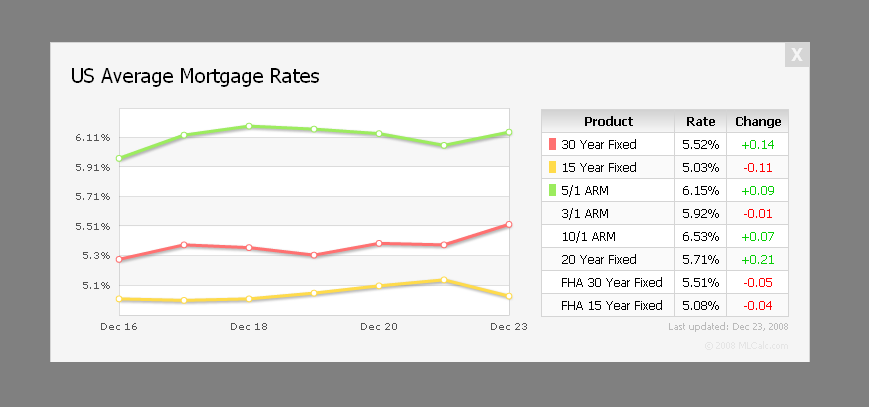 X
US Average Mortgage Rates
6.11%
5.91%
5.71%
5.51%
5.3%
5.1%
Dec 16 Dec 18 Dec 20 Dec 23
Product Rate Change
30 Year Fixed 5.52% +0.14
15 Year Fixed 5.03% -0.11
5/1 ARM 6.15% +0.09
3/1 ARM 5.92% -0.01
10/1 ARM 6.53% +0.07
20 Year Fixed 5.71% +0.21
FHA 30 Year Fixed 5.51% -0.05
FHA 15 Year Fixed 5.08% -0.04
Last updated: Dec 23, 2008
© 2008 MLCalc.com